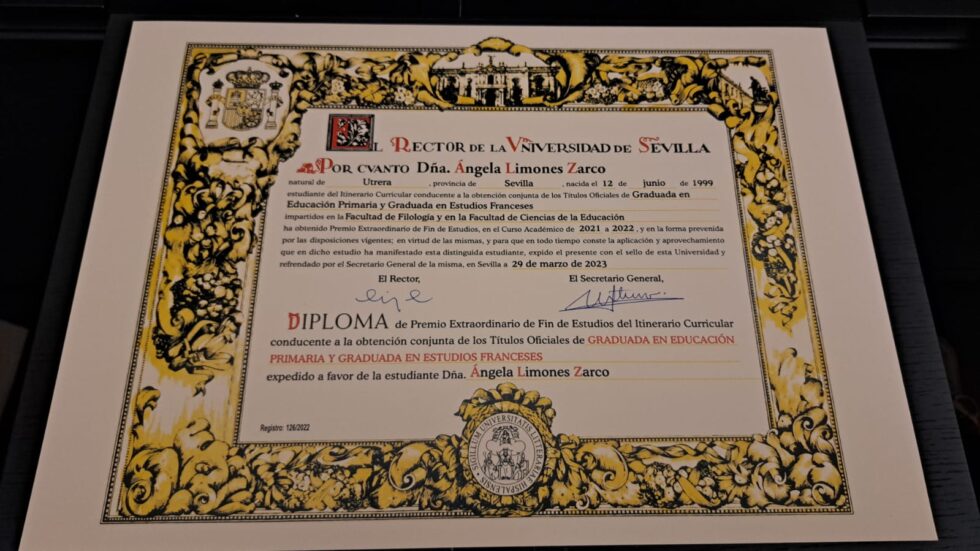 EL RECTOR DE LA VNIVERSIDAD DE SEVILLA
POR CVANTO Dña. Ángela Limones Zarco
natural de Utrera , provincia de Sevilla , nacida el 12 de junio de 1999
estudiante del Itinerario Curricular conducente a la obtención conjunta de los Títulos Oficiales de Graduada en
Educación Primaria y Graduada en Estudios Franceses
impartidos en la Facultad de Filología y en la Facultad de Ciencias de la Educación
ha obtenido Premio Extraordinario de Fin de Estudios, en el Curso Académico de 2021 a 2022 , y en la forma prevenida
por las disposiciones vigentes; en virtud de las mismas, y para que en todo tiempo conste la aplicación y aprovechamiento
que en dicho estudio ha manifestado esta distinguida estudiante, expido el presente con el sello de esta Universidad y
refrendado por el Secretario General de la misma, en Sevilla a 29 de marzo de 2023
El Rector, El Secretario General,
DIPLOMA de Premio Extraordinario de Fin de Estudios del Itinerario Curricular
conducente a la obtención conjunta de los Títulos Oficiales de GRADUADA EN EDUCACIÓN
PRIMARIA Y GRADUADA EN ESTUDIOS FRANCESES
expedido a favor de la estudiante Dña. Ángela Limones Zarco
Registro: 126/2022
SIGILLUM UNIVERSITATIS LITTERARIAE HISPALENSIS